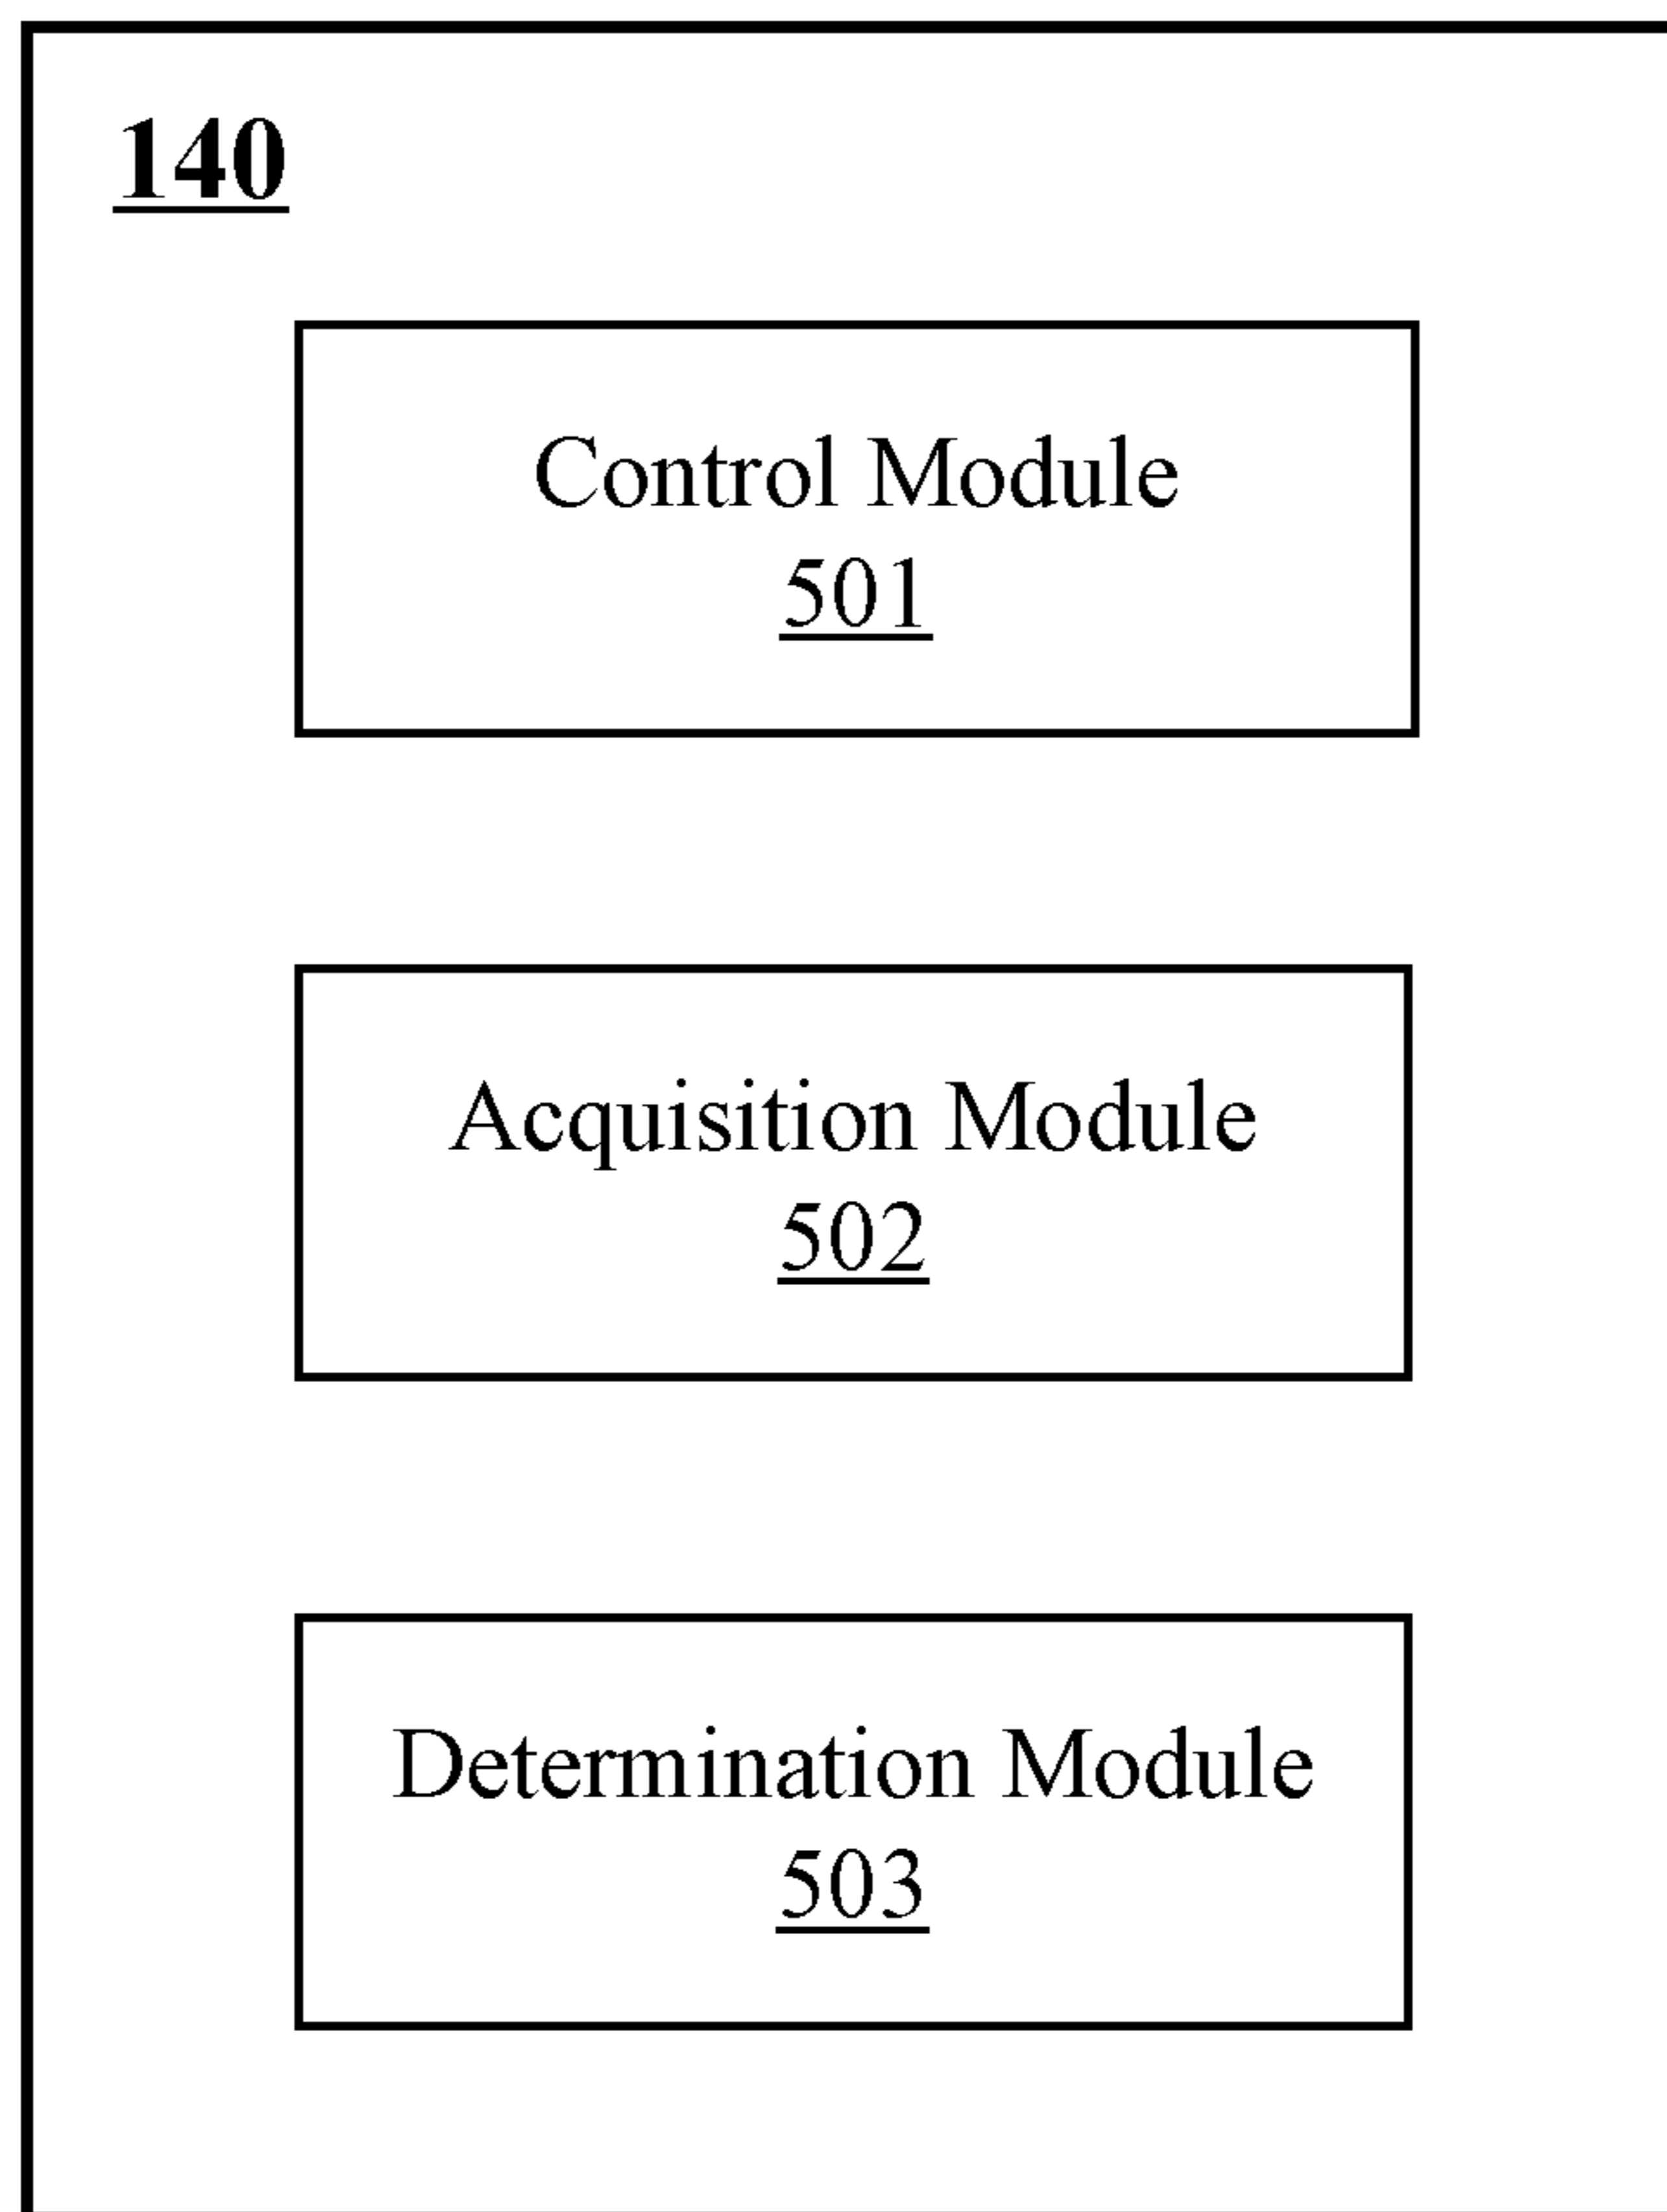 140
Control Module
501
Acquisition Module
502
Determination Module
503